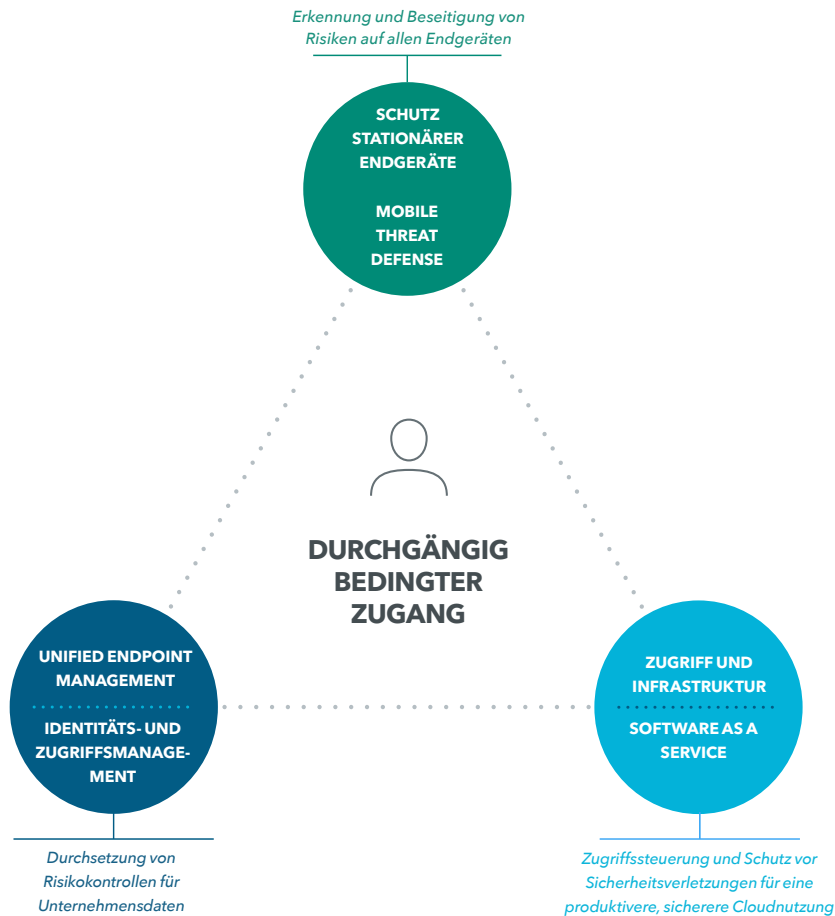 Erkennung und Beseitigung von
Risiken auf allen Endgeräten
SCHUTZ
STATIONÄRER
ENDGERÄTE
MOBILE
THREAT
DEFENSE
DURCHGÄNGIG
BEDINGTER
ZUGANG
UNIFIED ENDPOINT
MANAGEMENT
IDENTITÄTS- UND
ZUGRIFFSMANAGE-
MENT
Durchsetzung von
Risikokontrollen für
Unternehmensdaten
ZUGRIFF UND
INFRASTRUKTUR
SOFTWARE AS A
SERVICE
Zugriffssteuerung und Schutz vor
Sicherheitsverletzungen für eine
produktivere, sicherere Cloudnutzung